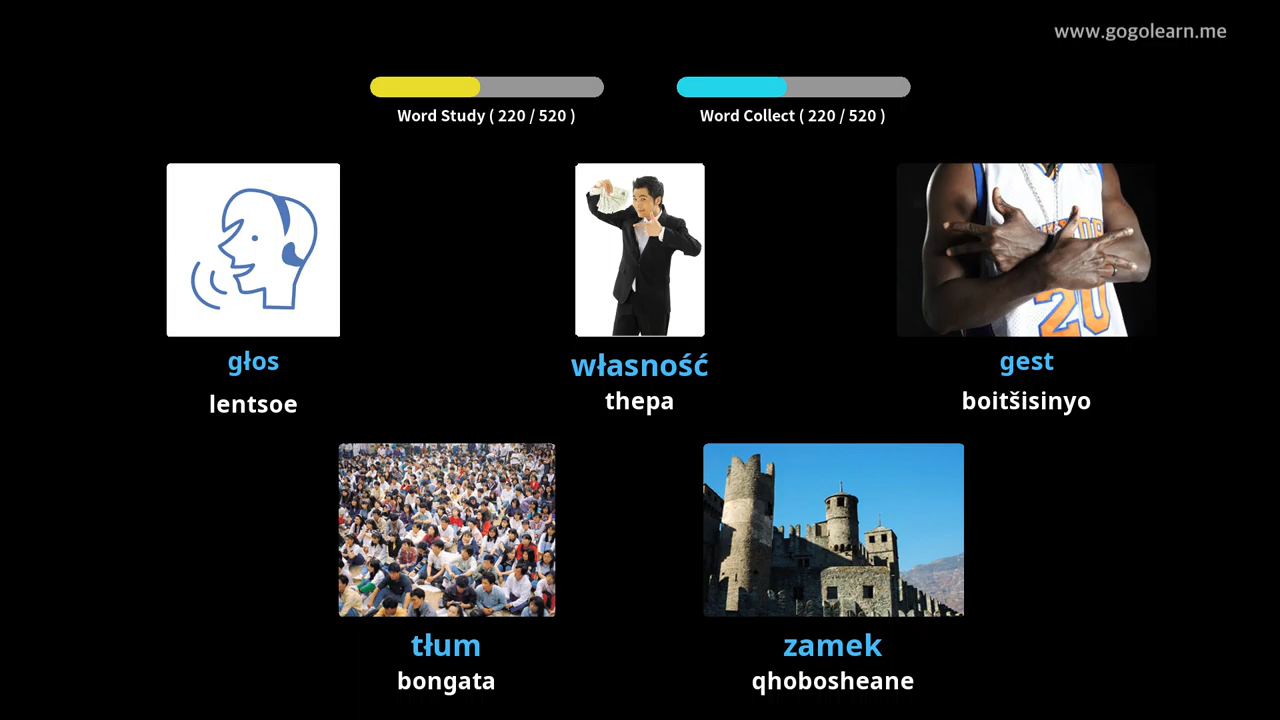 www.gogolearn.me
Word Study ( 220 / 520 )
Word Collect ( 220 / 520 )
głos
lentsoe
własność
thepa
20
gest
boitšisinyo
tłum
bongata
zamek
qhobosheane